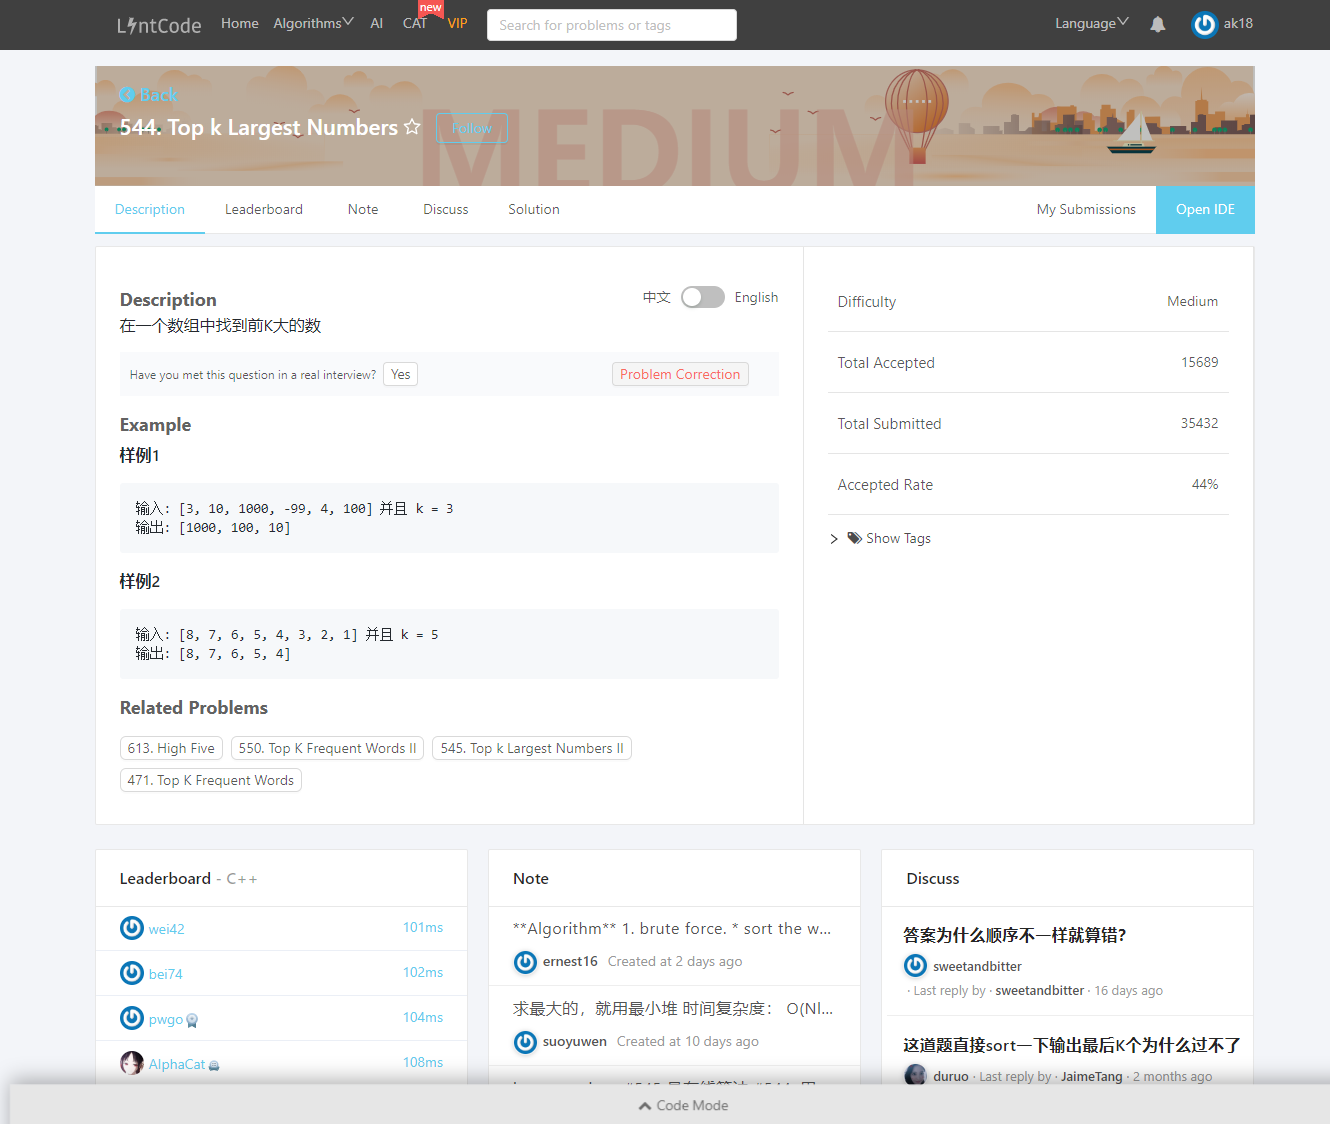 LintCode Home Algorithms AI CAT new VIP Search for problems or tags Language ak18
Back
544. Top k Largest Numbers Follow
MEDIUM
Description Leaderboard Note Discuss Solution My Submissions Open IDE
Description 中文 English
在一个数组中找到前K大的数
Have you met this question in a real interview? Yes Problem Correction
Example
样例1
输入: [3, 10, 1000, -99, 4, 100] 并且 k = 3
输出: [1000, 100, 10]
样例2
输入: [8, 7, 6, 5, 4, 3, 2, 1] 并且 k = 5
输出: [8, 7, 6, 5, 4]
Related Problems
613. High Five 550. Top K Frequent Words II 545. Top k Largest Numbers II
471. Top K Frequent Words
Difficulty Medium
Total Accepted 15689
Total Submitted 35432
Accepted Rate 44%
Show Tags
Leaderboard - C++
wei42 101ms
bei74 102ms
pwgo 104ms
AlphaCat 108ms
Note
**Algorithm** 1. brute force. * sort the w...
ernest16 Created at 2 days ago
求最大的，就用最小堆 时间复杂度： O(Nl...
suoyuwen Created at 10 days ago
Discuss
答案为什么顺序不一样就算错?
sweetandbitter
· Last reply by · sweetandbitter · 16 days ago
这道题直接sort一下输出最后K个为什么过不了
duruo · Last reply by · JaimeTang · 2 months ago
Code Mode